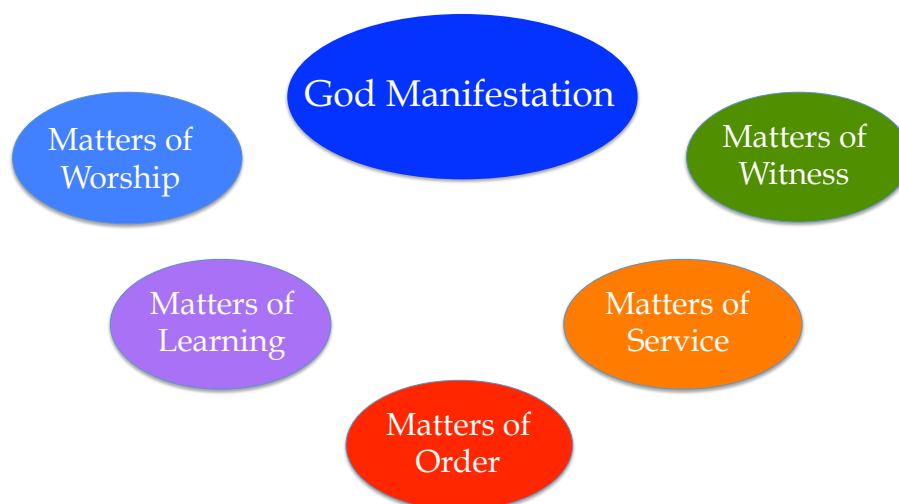 God Manifestation
Matters of
Worship
Matters of
Witness
Matters of
Learning
Matters of
Service
Matters of
Order